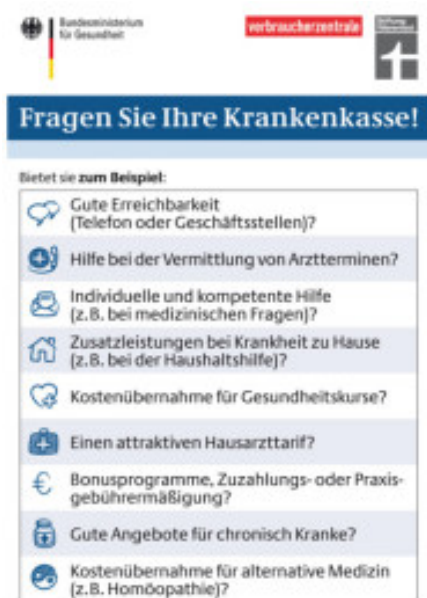 Bundesministerium
für Gesundheit
verbraucherzentrale
Stiftung
Warentest
Fragen Sie Ihre Krankenkasse!
Bietet sie zum Beispiel:
Gute Erreichbarkeit
(Telefon oder Geschäftsstellen)?
Hilfe bei der Vermittlung von Arztterminen?
Individuelle und kompetente Hilfe
(z.B. bei medizinischen Fragen)?
Zusatzleistungen bei Krankheit zu Hause
(z.B. bei der Haushaltshilfe)?
Kostenübernahme für Gesundheitskurse?
Einen attraktiven Hausarzttarif?
Bonusprogramme, Zuzahlungs- oder Praxis-
gebührermäßigung?
Gute Angebote für chronisch Kranke?
Kostenübernahme für alternative Medizin
(z.B. Homöopathie)?